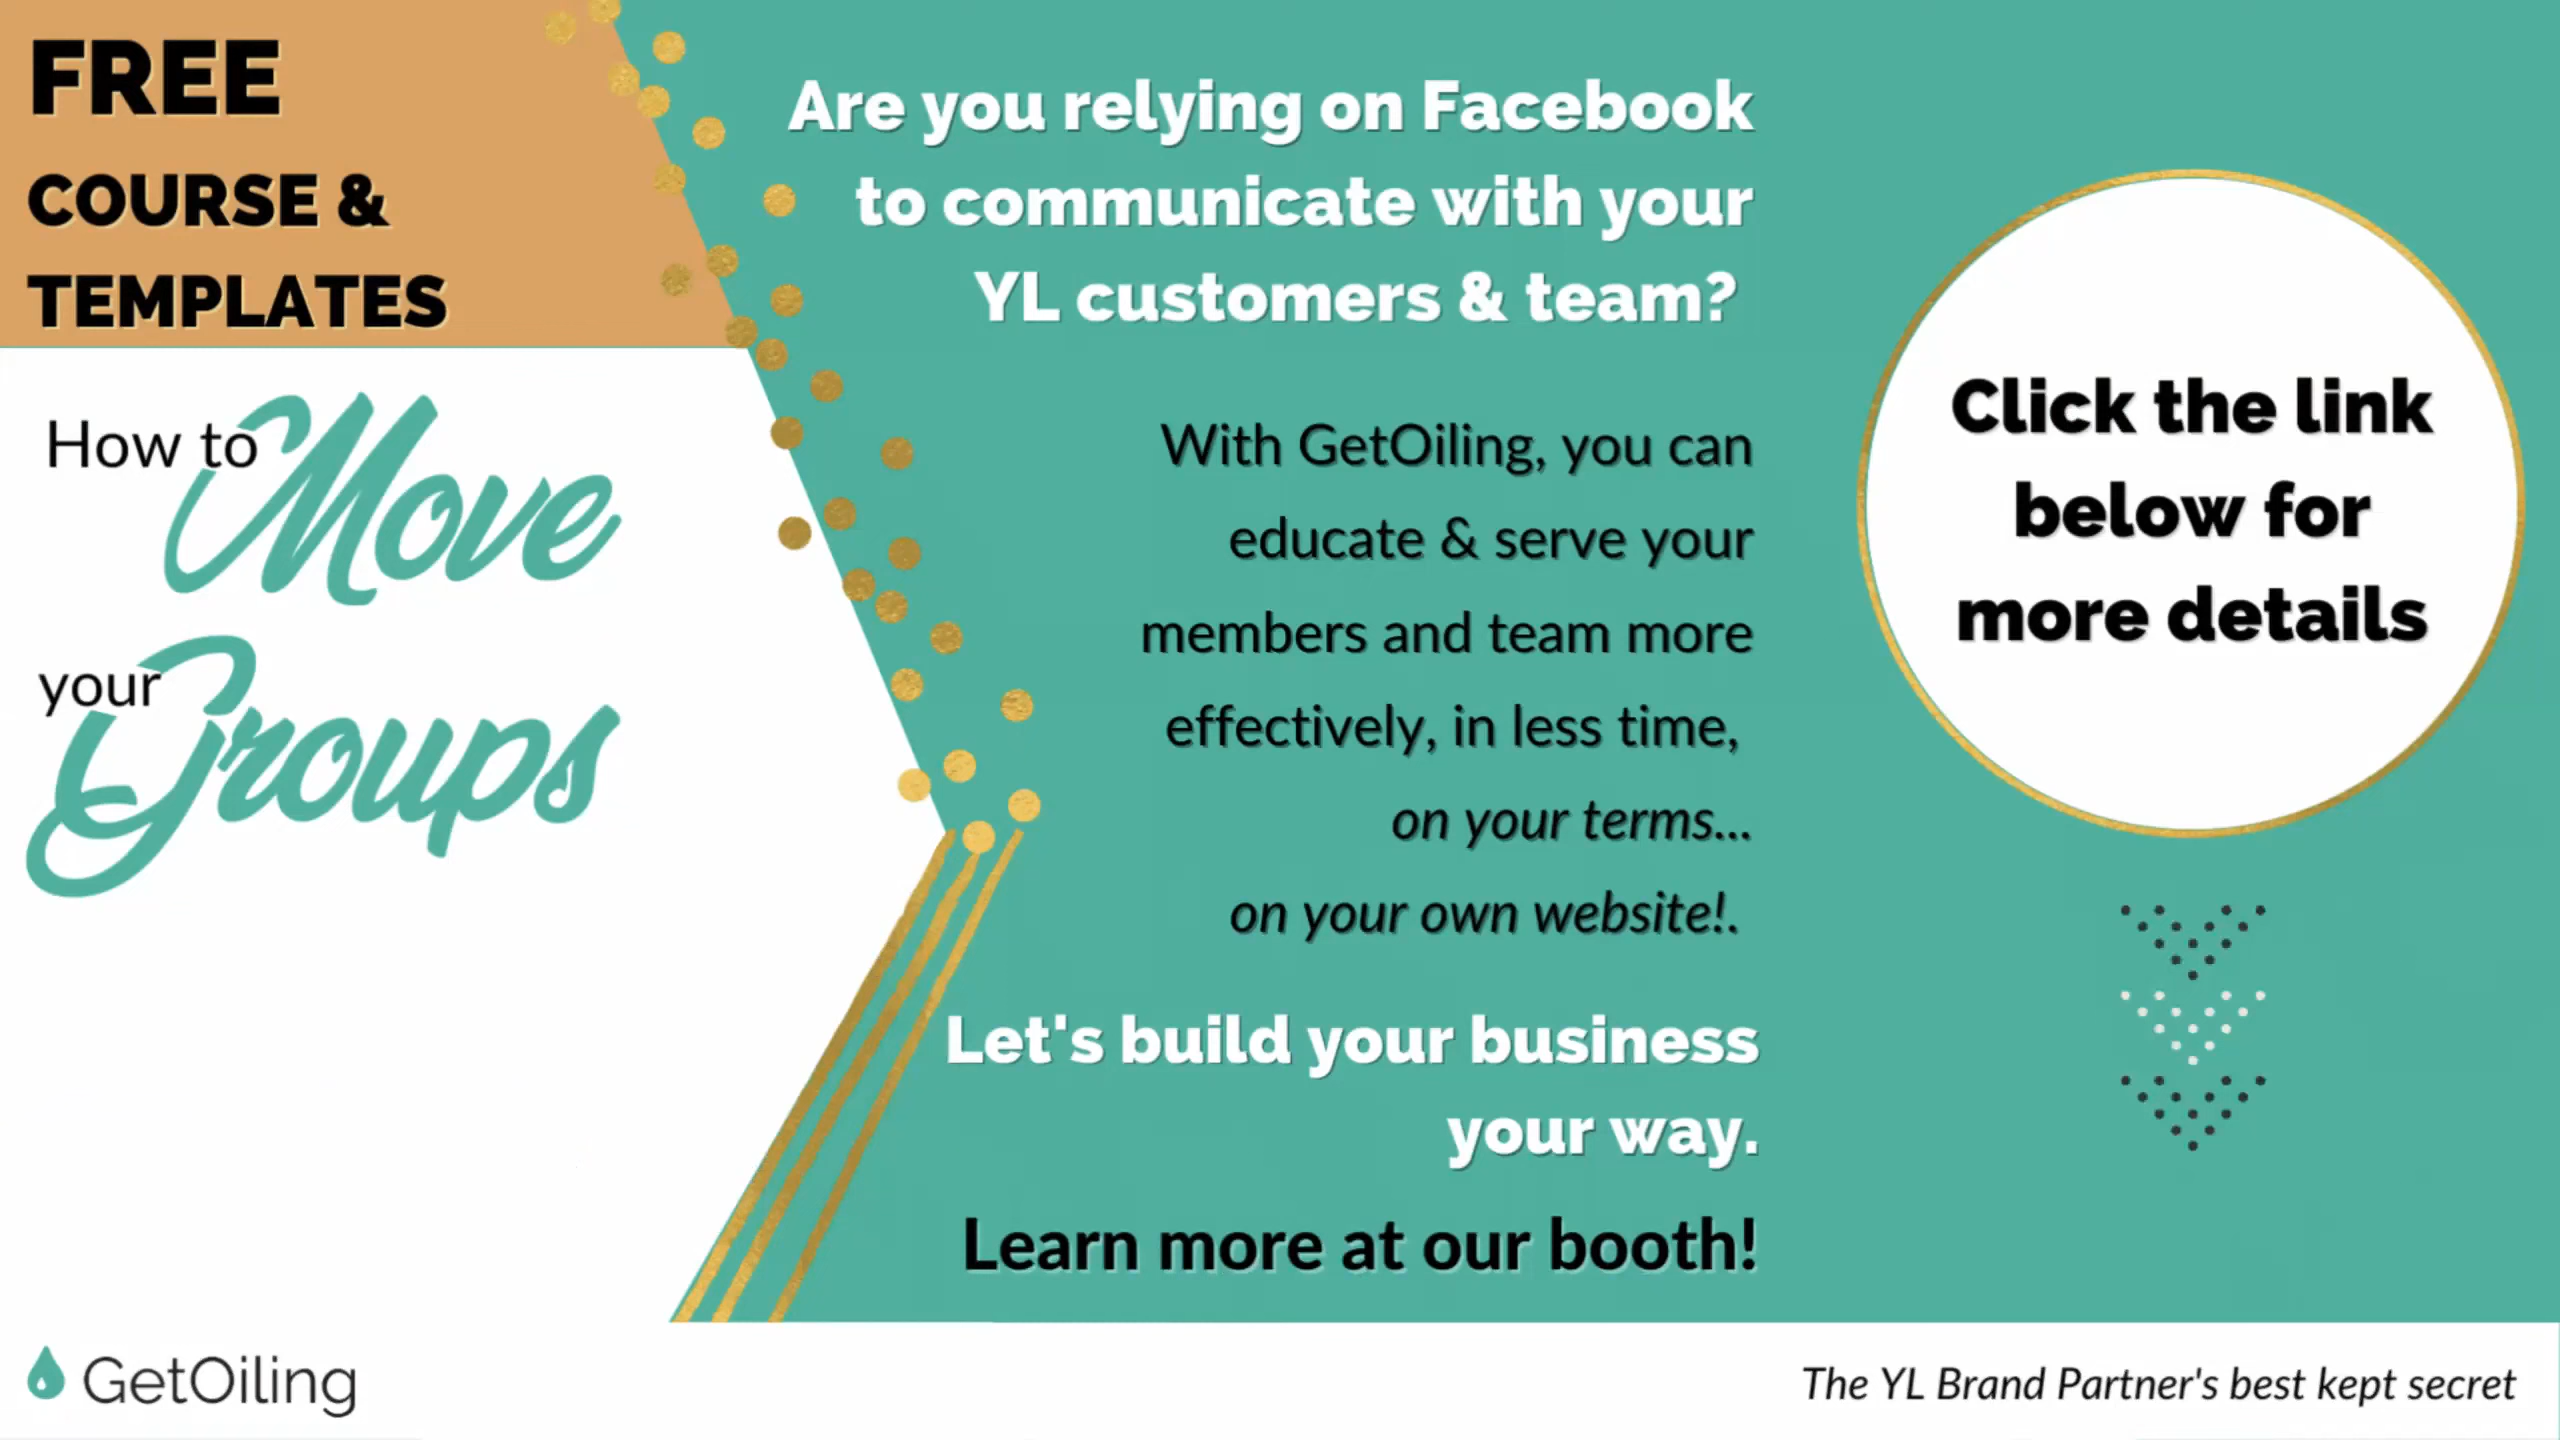 FREE
COURSE &
TEMPLATES
How to Move
your Groups
Are you relying on Facebook
to communicate with your
YL customers & team?
With GetOiling, you can
educate & serve your
members and team more
effectively, in less time,
on your terms...
on your own website!.
Let's build your business
your way.
Learn more at our booth!
Click the link
below for
more details
GetOiling
The YL Brand Partner's best kept secret